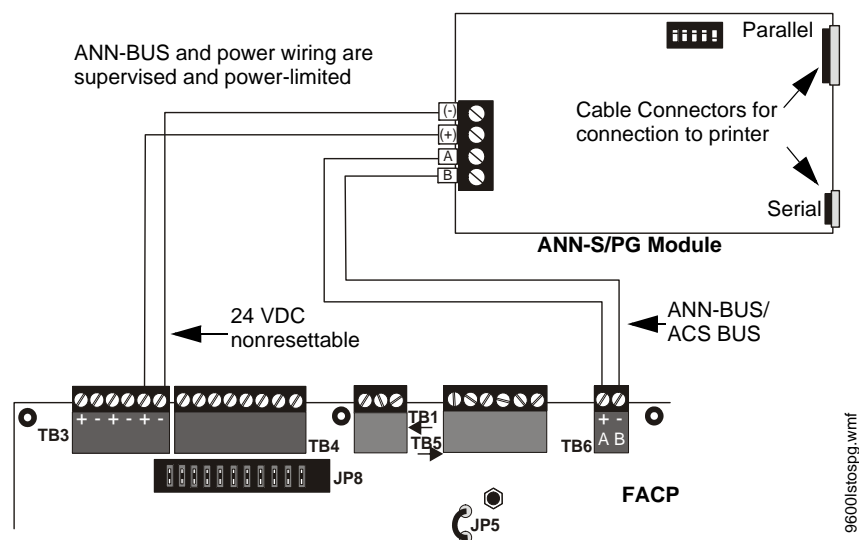 ANN-BUS and power wiring are
supervised and power-limited
Parallel
Cable Connectors for
connection to printer
Serial
(-)
(+)
A
B
ANN-S/PG Module
24 VDC
nonresettable
ANN-BUS/
ACS BUS
+ - + - + -
TB3
TB4
TB1
TB5
TB6
+ -
A B
JP8
JP5
FACP
9600lstospg.wmf